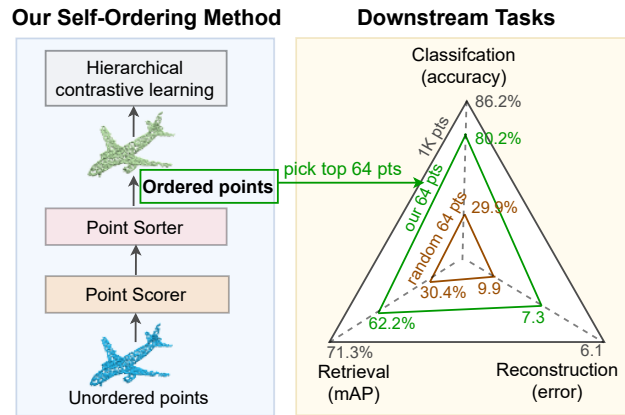 Our Self-Ordering Method
Hierarchical
contrastive learning
Ordered points
Point Sorter
Point Scorer
Unordered points
pick top 64 pts
Downstream Tasks
Classifcation
(accuracy)
86.2%
1K pts
80.2%
our 64 pts
29.9%
random 64 pts
30.4%
9.9
62.2%
7.3
71.3%
6.1
Retrieval
(mAP)
Reconstruction
(error)